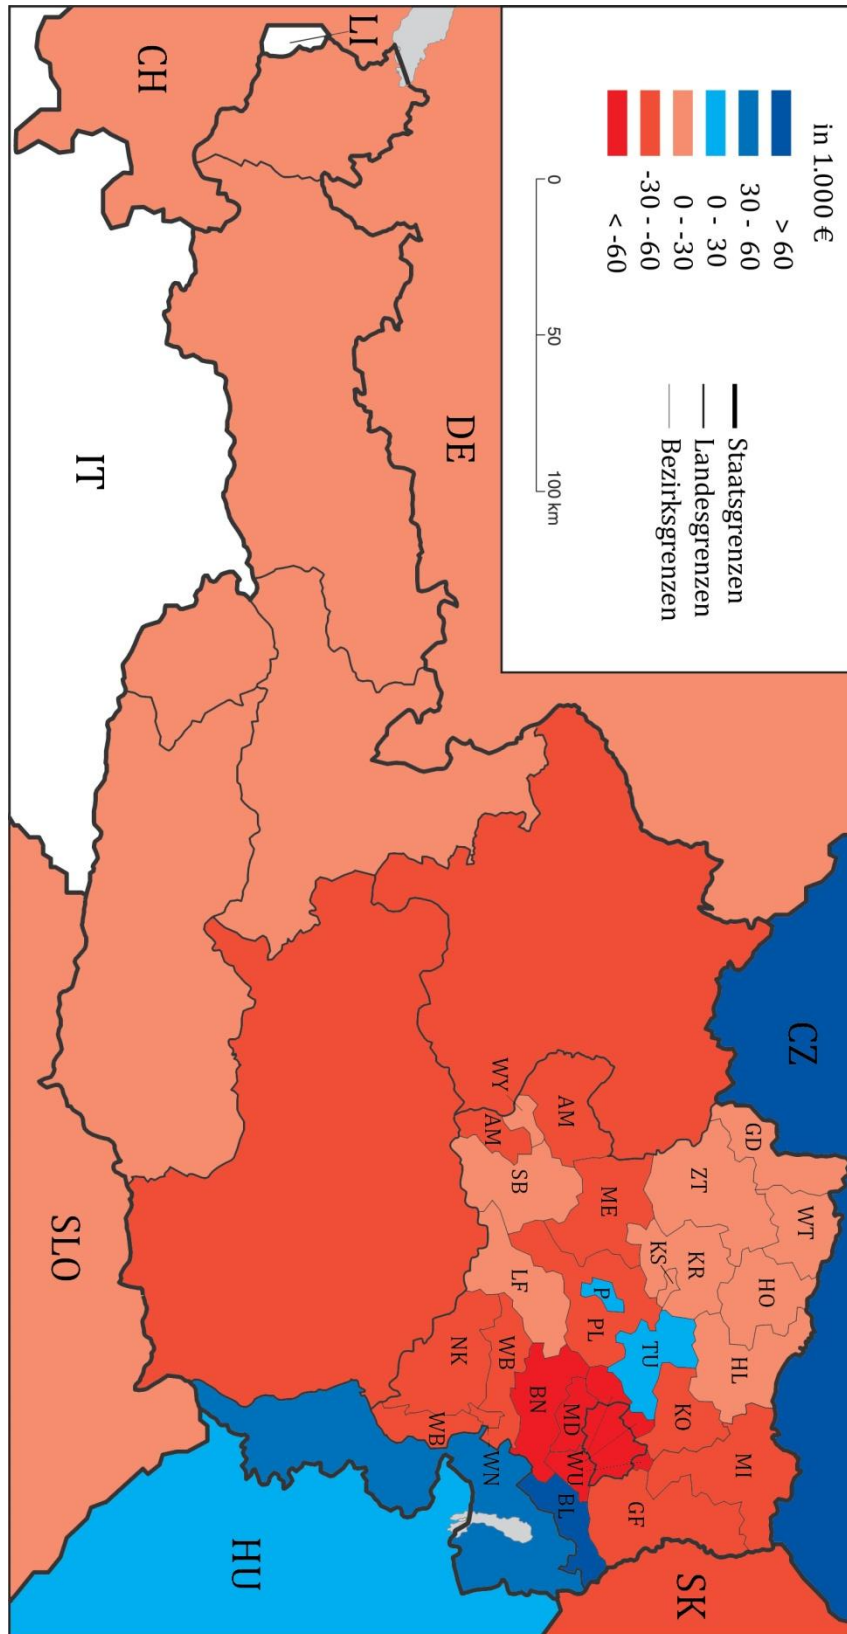 in 1.000 €
> 60
30 - 60
0 - 30
0 - -30
-30 - -60
< -60
Staatsgrenzen
Landesgrenzen
Bezirksgrenzen
0
50
100 km
CZ
DE
SK
LI
CH
IT
SLO
HU
GD
WT
ZT
HO
KR
KS
HL
MI
AM
WY
AM
ME
SB
P
PL
TU
KO
LF
WB
NK
BN
MD
WU
GF
WB
WN
BL